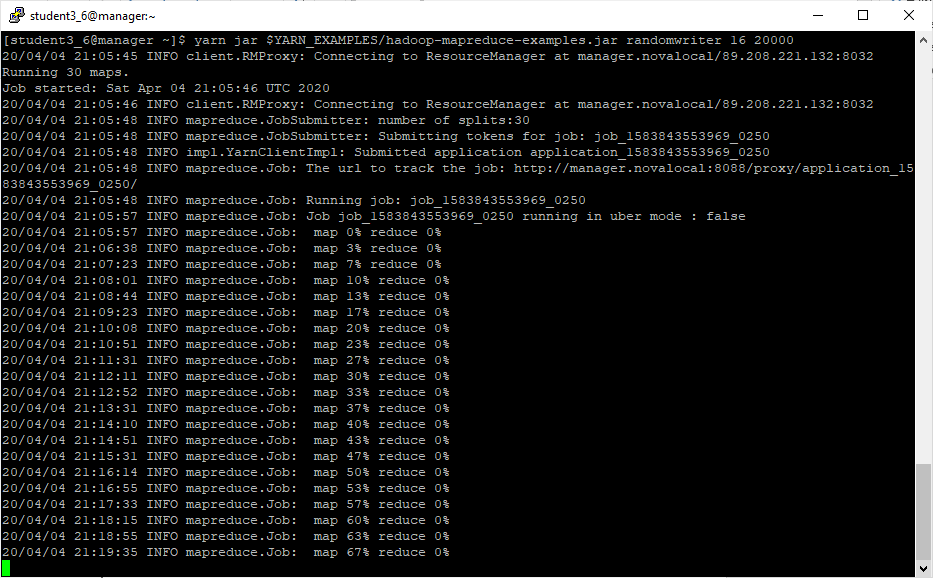 student3_6@manager:~
[student3_6@manager ~]$ yarn jar $YARN_EXAMPLES/hadoop-mapreduce-examples.jar randomwriter 16 20000
20/04/04 21:05:45 INFO client.RMProxy: Connecting to ResourceManager at manager.novalocal/89.208.221.132:8032
Running 30 maps.
Job started: Sat Apr 04 21:05:46 UTC 2020
20/04/04 21:05:46 INFO client.RMProxy: Connecting to ResourceManager at manager.novalocal/89.208.221.132:8032
20/04/04 21:05:48 INFO mapreduce.JobSubmitter: number of splits:30
20/04/04 21:05:48 INFO mapreduce.JobSubmitter: Submitting tokens for job: job_1583843553969_0250
20/04/04 21:05:48 INFO impl.YarnClientImpl: Submitted application application_1583843553969_0250
20/04/04 21:05:48 INFO mapreduce.Job: The url to track the job: http://manager.novalocal:8088/proxy/application_15
83843553969_0250/
20/04/04 21:05:48 INFO mapreduce.Job: Running job: job_1583843553969_0250
20/04/04 21:05:57 INFO mapreduce.Job: Job job_1583843553969_0250 running in uber mode : false
20/04/04 21:05:57 INFO mapreduce.Job:  map 0% reduce 0%
20/04/04 21:06:38 INFO mapreduce.Job:  map 3% reduce 0%
20/04/04 21:07:23 INFO mapreduce.Job:  map 7% reduce 0%
20/04/04 21:08:01 INFO mapreduce.Job:  map 10% reduce 0%
20/04/04 21:08:44 INFO mapreduce.Job:  map 13% reduce 0%
20/04/04 21:09:23 INFO mapreduce.Job:  map 17% reduce 0%
20/04/04 21:10:08 INFO mapreduce.Job:  map 20% reduce 0%
20/04/04 21:10:51 INFO mapreduce.Job:  map 23% reduce 0%
20/04/04 21:11:31 INFO mapreduce.Job:  map 27% reduce 0%
20/04/04 21:12:11 INFO mapreduce.Job:  map 30% reduce 0%
20/04/04 21:12:52 INFO mapreduce.Job:  map 33% reduce 0%
20/04/04 21:13:31 INFO mapreduce.Job:  map 37% reduce 0%
20/04/04 21:14:10 INFO mapreduce.Job:  map 40% reduce 0%
20/04/04 21:14:51 INFO mapreduce.Job:  map 43% reduce 0%
20/04/04 21:15:31 INFO mapreduce.Job:  map 47% reduce 0%
20/04/04 21:16:14 INFO mapreduce.Job:  map 50% reduce 0%
20/04/04 21:16:55 INFO mapreduce.Job:  map 53% reduce 0%
20/04/04 21:17:33 INFO mapreduce.Job:  map 57% reduce 0%
20/04/04 21:18:15 INFO mapreduce.Job:  map 60% reduce 0%
20/04/04 21:18:55 INFO mapreduce.Job:  map 63% reduce 0%
20/04/04 21:19:35 INFO mapreduce.Job:  map 67% reduce 0%